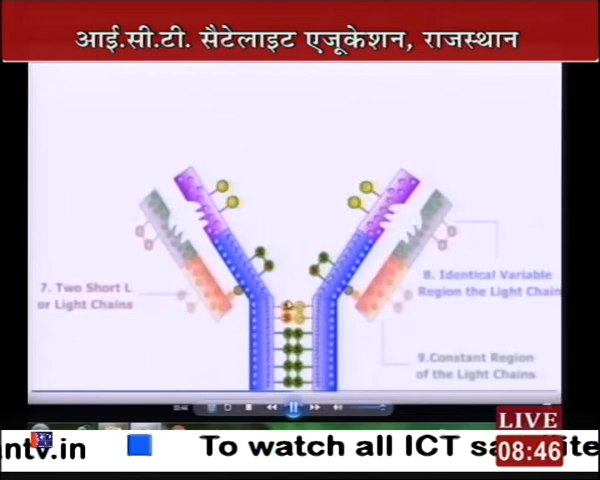 आई.सी.टी. सैटेलाइट एजूकेशन, राजस्थान
7. Two Short L
or Light Chains
8. Identical Variable
Region the Light Chain
9.Constant Region
of the Light Chains
LIVE
08:46
ntv.in
To watch all ICT sa